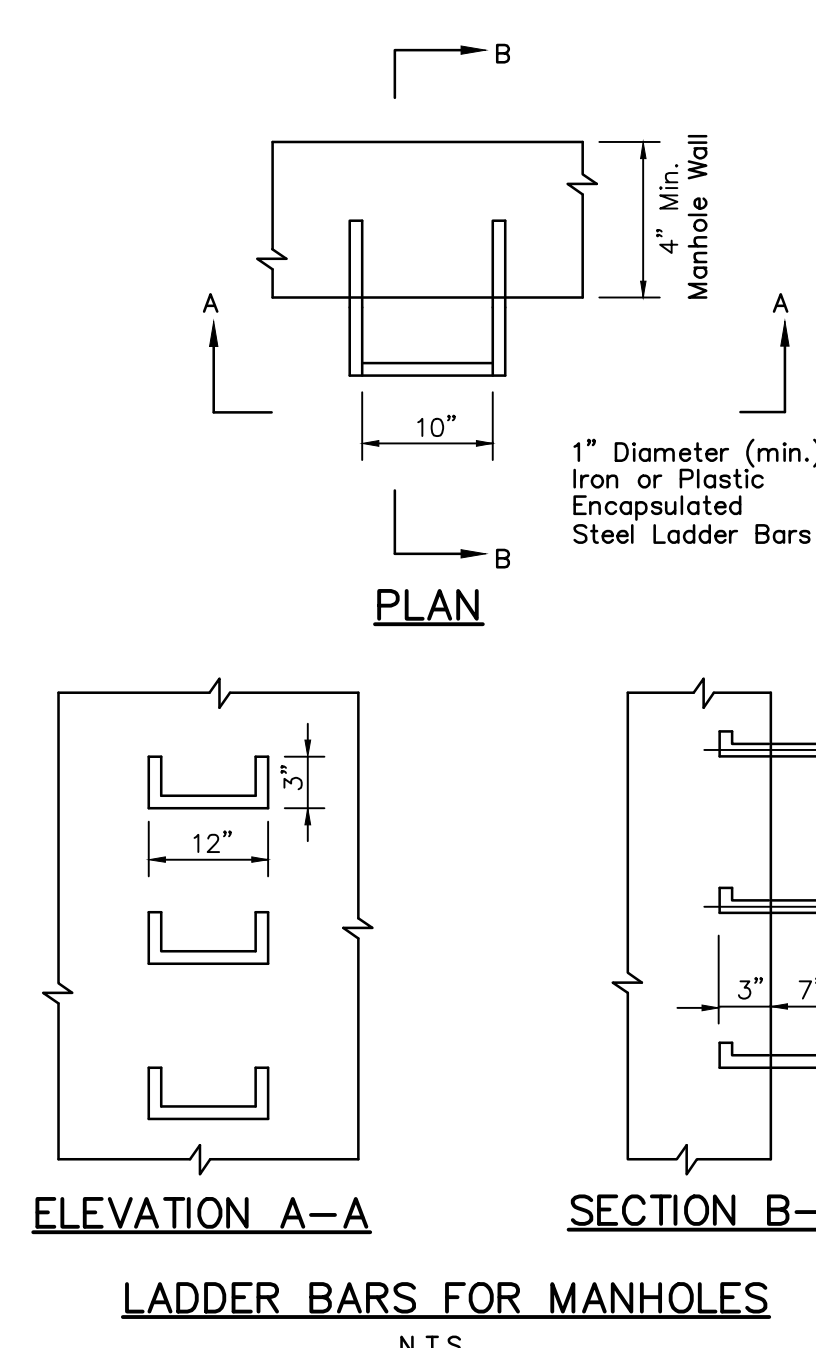 B
4” Min.
Manhole Wall
A
A
10”
1” Diameter (min.)
Iron or Plastic
Encapsulated
Steel Ladder Bars
B
PLAN
3”
12”
3”
7”
ELEVATION A–A
SECTION B–
LADDER BARS FOR MANHOLES
N.T.S.